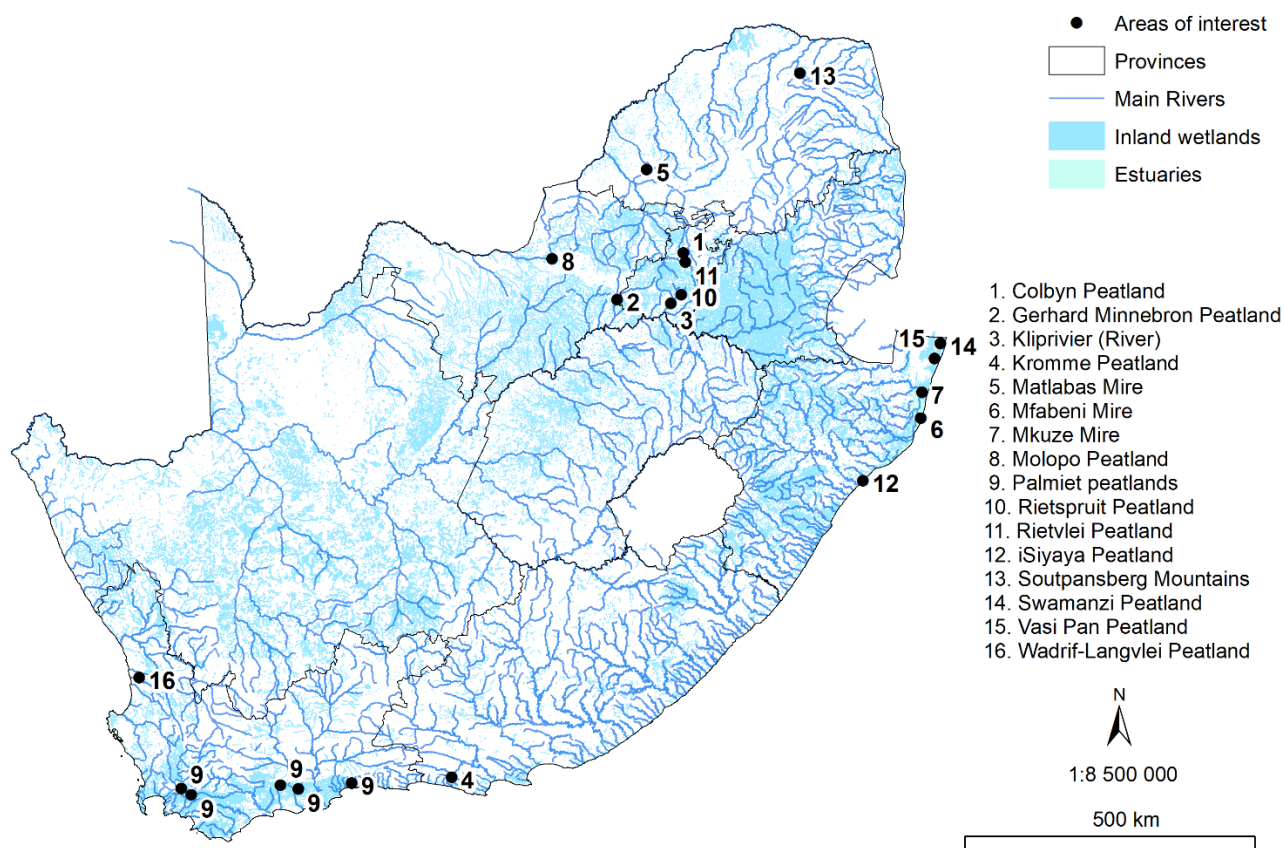 Areas of interest
Provinces
Main Rivers
Inland wetlands
Estuaries
13
5
1
8
11
10
2
3
15
14
7
6
12
16
9
9
9
4
9
9
1. Colbyn Peatland
2. Gerhard Minnebron Peatland
3. Kliprivier (River)
4. Kromme Peatland
5. Matlabas Mire
6. Mfabeni Mire
7. Mkuze Mire
8. Molopo Peatland
9. Palmiet peatlands
10. Rietspruit Peatland
11. Rietvlei Peatland
12. iSiyaya Peatland
13. Soutpansberg Mountains
14. Swamanzi Peatland
15. Vasi Pan Peatland
16. Wadrif-Langvlei Peatland
N
1:8 500 000
500 km